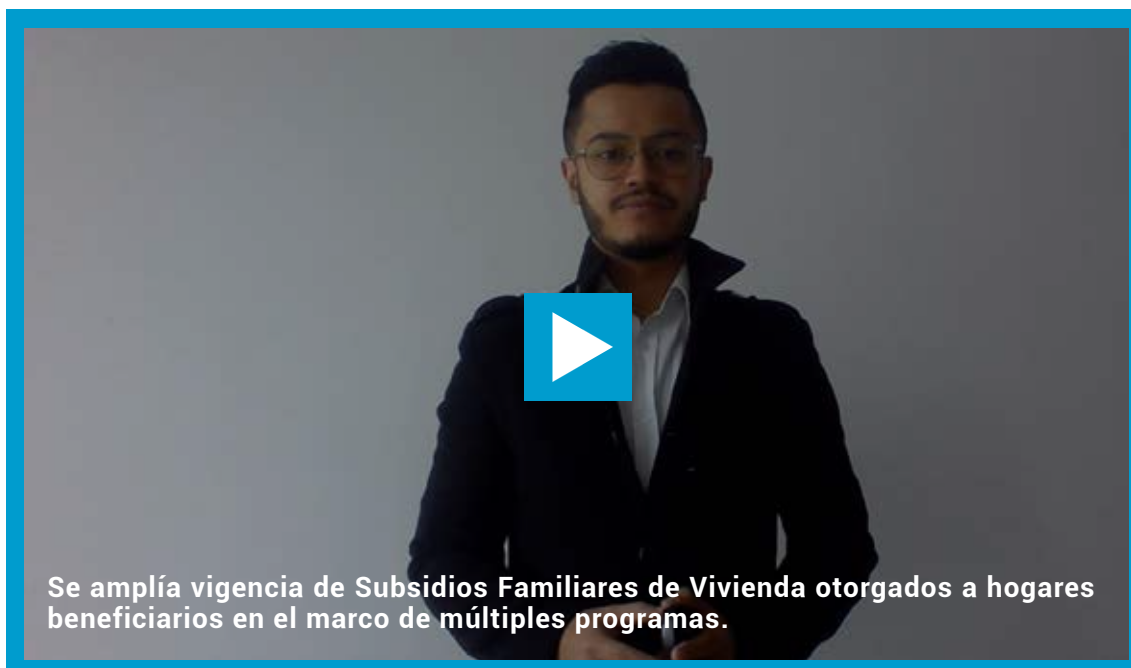 Se amplía vigencia de Subsidios Familiares de Vivienda otorgados a hogares
beneficiarios en el marco de múltiples programas.